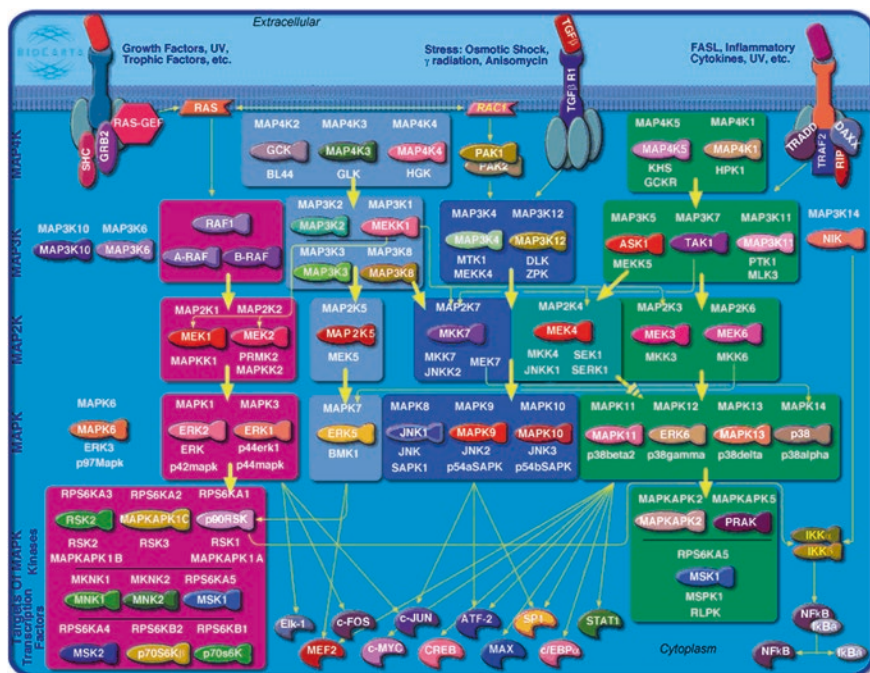 Extracellular
BIOCARTA
Growth Factors, UV,
Trophic Factors, etc.
Stress: Osmotic Shock,
γ radiation, Anisomycin
FASL, Inflammatory
Cytokines, UV, etc.
TGFβ
TGFβ R1
RAS-GEF
RAS
RAC1
SHC
GRB2
TRADD
TRAF2
RIP
DAXX
MAP4K
MAP4K2 MAP4K3 MAP4K4
GCK MAP4K3 MAP4K4
BL44 GLK HGK
PAK1
PAK2
MAP4K5 MAP4K1
MAP4K5 MAP4K1
KHS HPK1
GCKR
MAP3K
MAP3K10 MAP3K6
MAP3K10 MAP3K6
RAF1
A-RAF B-RAF
MAP3K2 MAP3K1
MAP3K2 MEKK1
MAP3K3 MAP3K8
MAP3K3 MAP3K8
MAP3K4 MAP3K12
MAP3K4 MAP3K12
MTK1 DLK
MEKK4 ZPK
MAP3K5 MAP3K7 MAP3K11
ASK1 TAK1 MAP3K11
MEKK5 PTK1
MLK3
MAP3K14
NIK
MAP2K
MAP2K1 MAP2K2
MEK1 MEK2
MAPKK1 PRMK2
MAPKK2
MAP2K5
MAP2K5
MEK5
MAP2K7
MKK7
MKK7 MEK7
JNKK2
MAP2K4
MEK4
MKK4 SEK1
JNKK1 SERK1
MAP2K3 MAP2K6
MEK3 MEK6
MKK3 MKK6
MAPK
MAPK6
MAPK6
ERK3
p97Mapk
MAPK1 MAPK3
ERK2 ERK1
ERK p44erk1
p42mapk p44mapk
MAPK7
ERK5
BMK1
MAPK8 MAPK9 MAPK10
JNK1 MAPK9 MAPK10
JNK JNK2 JNK3
SAPK1 p54aSAPK p54bSAPK
MAPK11 MAPK12 MAPK13 MAPK14
MAPK11 ERK6 MAPK13 p38
p38beta2 p38gamma p38delta p38alpha
Targets Of MAPK
Kinases
Transcription
Factors
RPS6KA3 RPS6KA2 RPS6KA1
RSK2 MAPKAPK1C p90RSK
RSK2 RSK3 RSK1
MAPKAPK1B MAPKAPK1A
MKNK1 MKNK2 RPS6KA5
MNK1 MNK2 MSK1
RPS6KA4 RPS6KB2 RPS6KB1
MSK2 p70S6Kβ p70s6K
MAPKAPK2 MAPKAPK5
MAPKAPK2 PRAK
RPS6KA5
MSK1
MSPK1
RLPK
IKKα
IKKβ
NFkB
IkBα
NFkB
IkBα
Elk-1 c-FOS c-JUN ATF-2 SP1 STAT1
MEF2 c-MYC CREB MAX c/EBPα
Cytoplasm